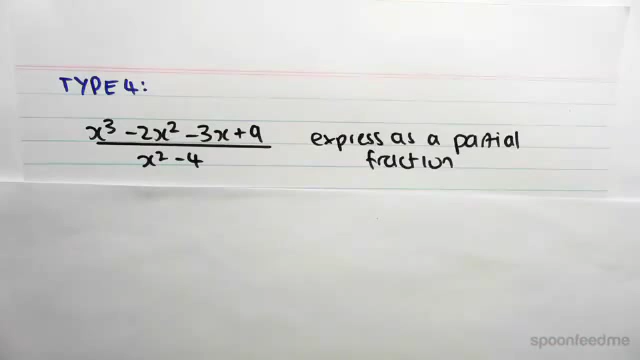 TYPE 4:
x³ - 2x² - 3x + 9
x² - 4
express as a partial
fraction
spoonfeedme